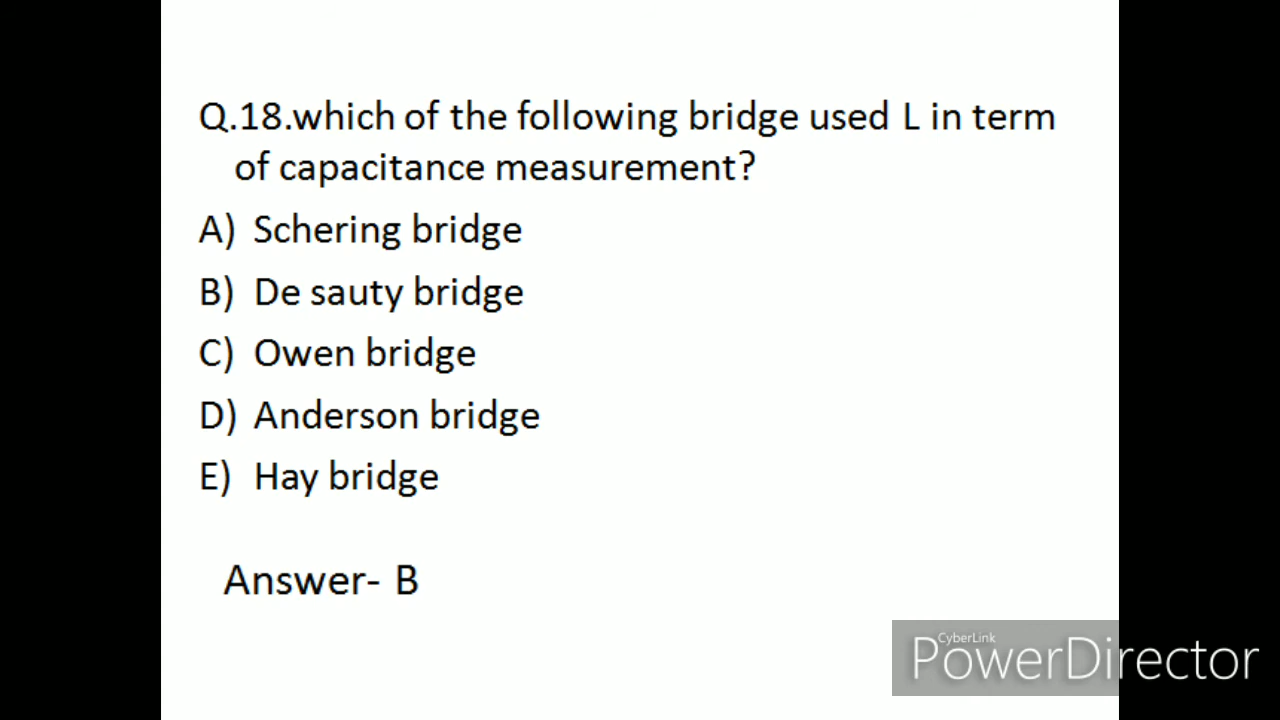 Q.18.which of the following bridge used L in term
of capacitance measurement?
A) Schering bridge
B) De sauty bridge
C) Owen bridge
D) Anderson bridge
E) Hay bridge
Answer- B
CyberLink
PowerDirector